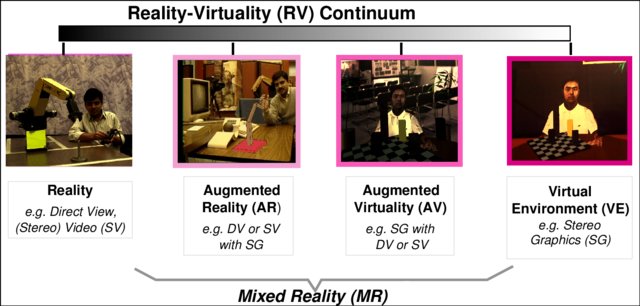 Reality-Virtuality (RV) Continuum
Reality
e.g. Direct View,
(Stereo) Video (SV)
Augmented
Reality (AR)
e.g. DV or SV
with SG
Augmented
Virtuality (AV)
e.g. SG with
DV or SV
Virtual
Environment (VE)
e.g. Stereo
Graphics (SG)
Mixed Reality (MR)